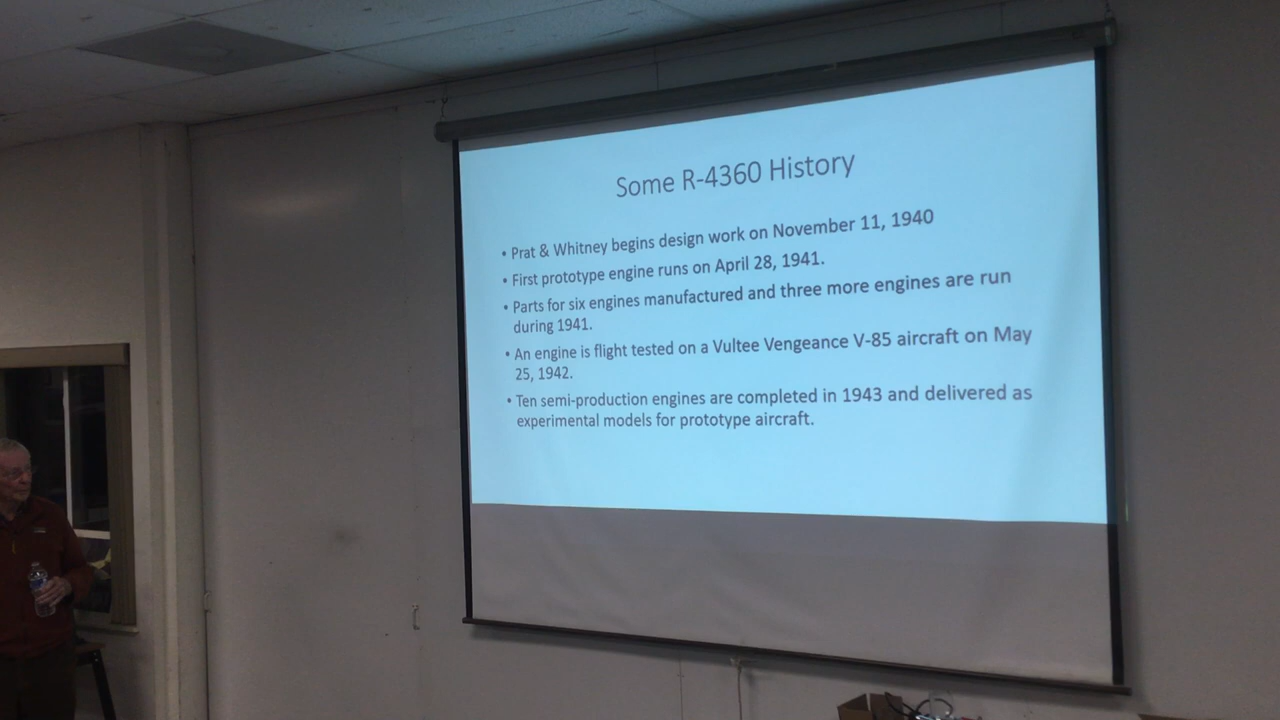 Some R-4360 History
• Prat & Whitney begins design work on November 11, 1940
• First prototype engine runs on April 28, 1941.
• Parts for six engines manufactured and three more engines are run
during 1941.
• An engine is flight tested on a Vultee Vengeance V-85 aircraft on May
25, 1942.
• Ten semi-production engines are completed in 1943 and delivered as
experimental models for prototype aircraft.